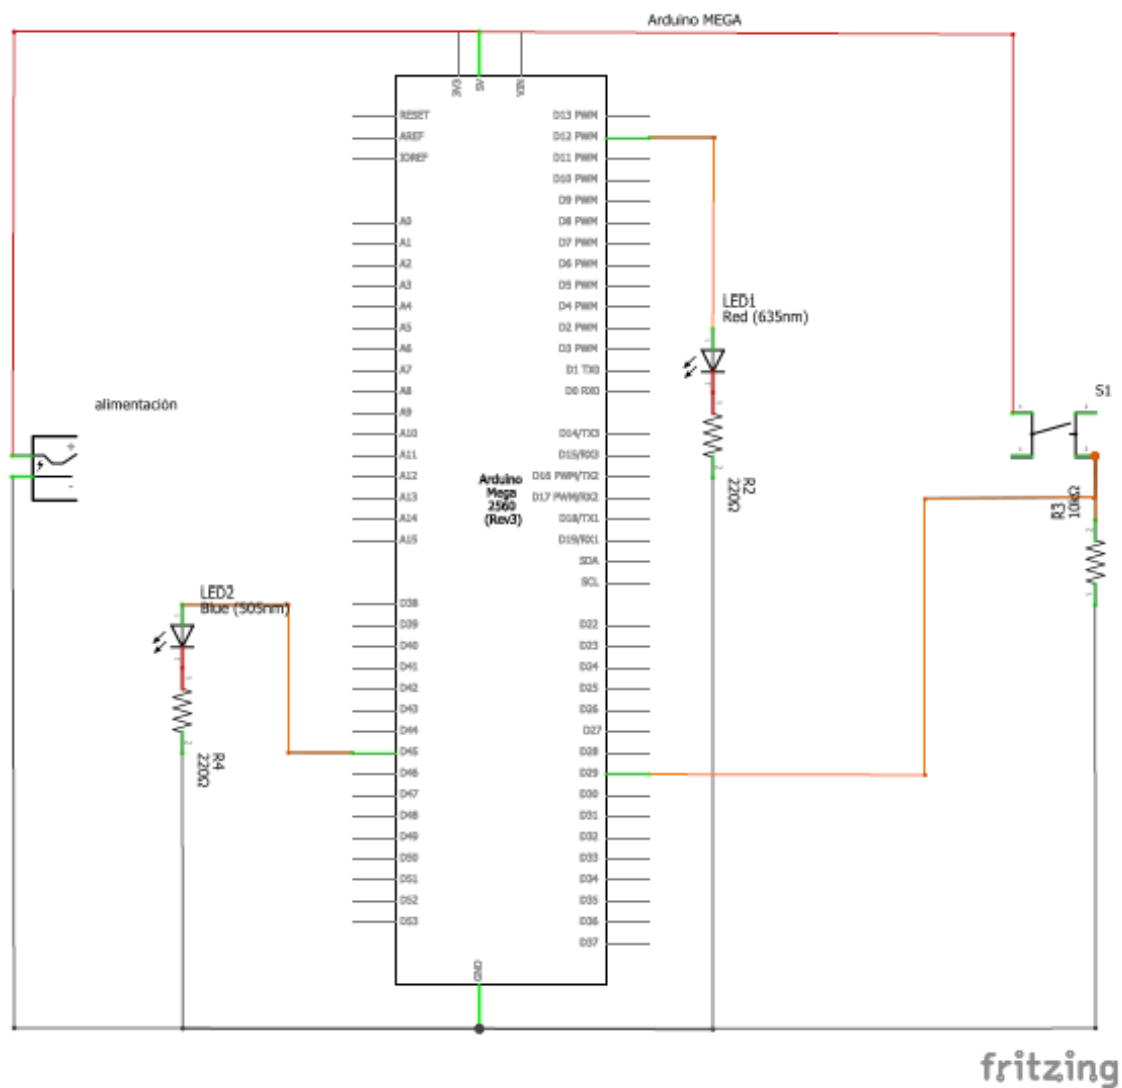 Arduino MEGA
3V3
5V
VIN
RESET
AREF
IOREF
A0
A1
A2
A3
A4
A5
A6
A7
A8
A9
A10
A11
A12
A13
A14
A15
D38
D39
D40
D41
D42
D43
D44
D45
D46
D47
D48
D49
D50
D51
D52
D53
D13 PWM
D12 PWM
D11 PWM
D10 PWM
D9 PWM
D8 PWM
D7 PWM
D6 PWM
D5 PWM
D4 PWM
D2 PWM
D3 PWM
D1 TX0
D0 RX0
D14/TX3
D15/RX3
D16 PWM/TX2
D17 PWM/RX2
D18/TX1
D19/RX1
SDA
SCL
D22
D23
D24
D25
D26
D27
D28
D29
D30
D31
D32
D33
D34
D35
D36
D37
GND
Arduino
Mega
2560
(Rev3)
alimentación
+
-
LED2
Blue (505nm)
R4
220Ω
LED1
Red (635nm)
R2
220Ω
S1
R3
10kΩ
fritzing